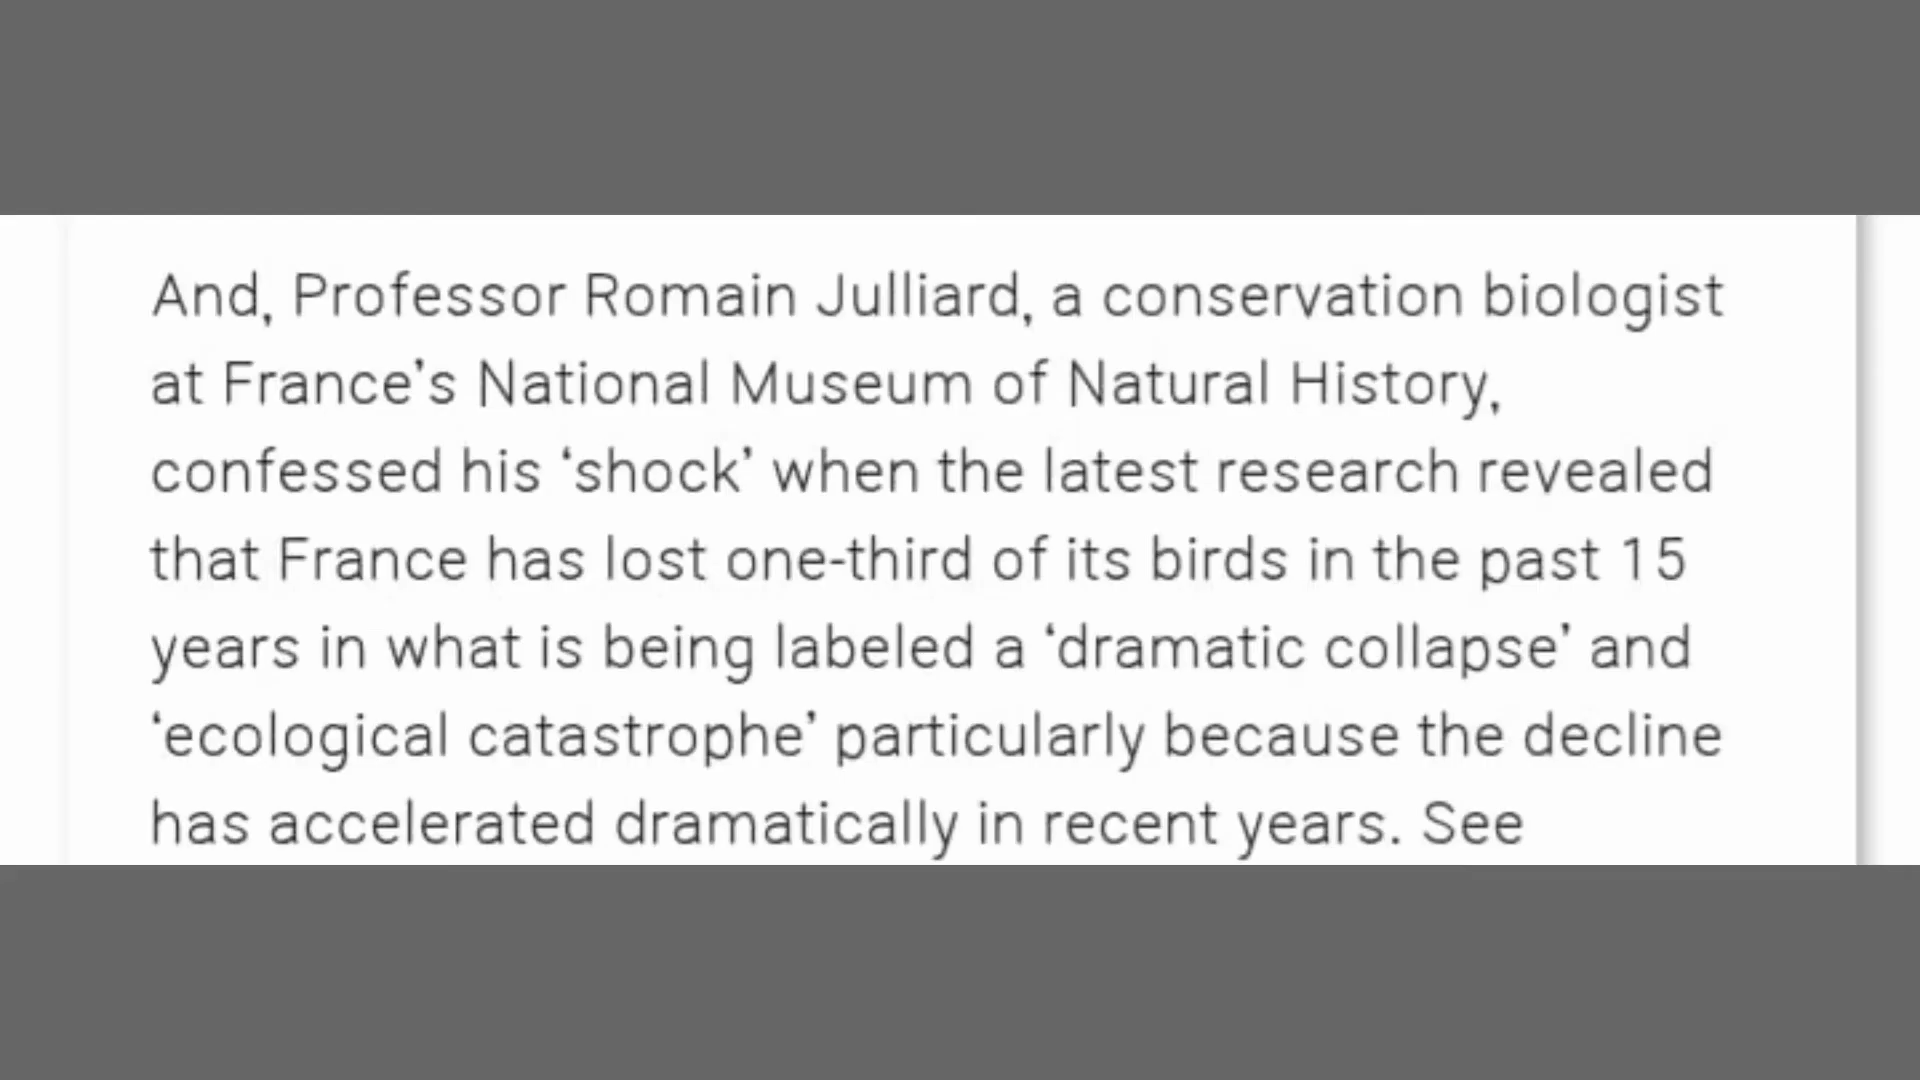 And, Professor Romain Julliard, a conservation biologist
at France’s National Museum of Natural History,
confessed his ‘shock’ when the latest research revealed
that France has lost one-third of its birds in the past 15
years in what is being labeled a ‘dramatic collapse’ and
‘ecological catastrophe’ particularly because the decline
has accelerated dramatically in recent years. See